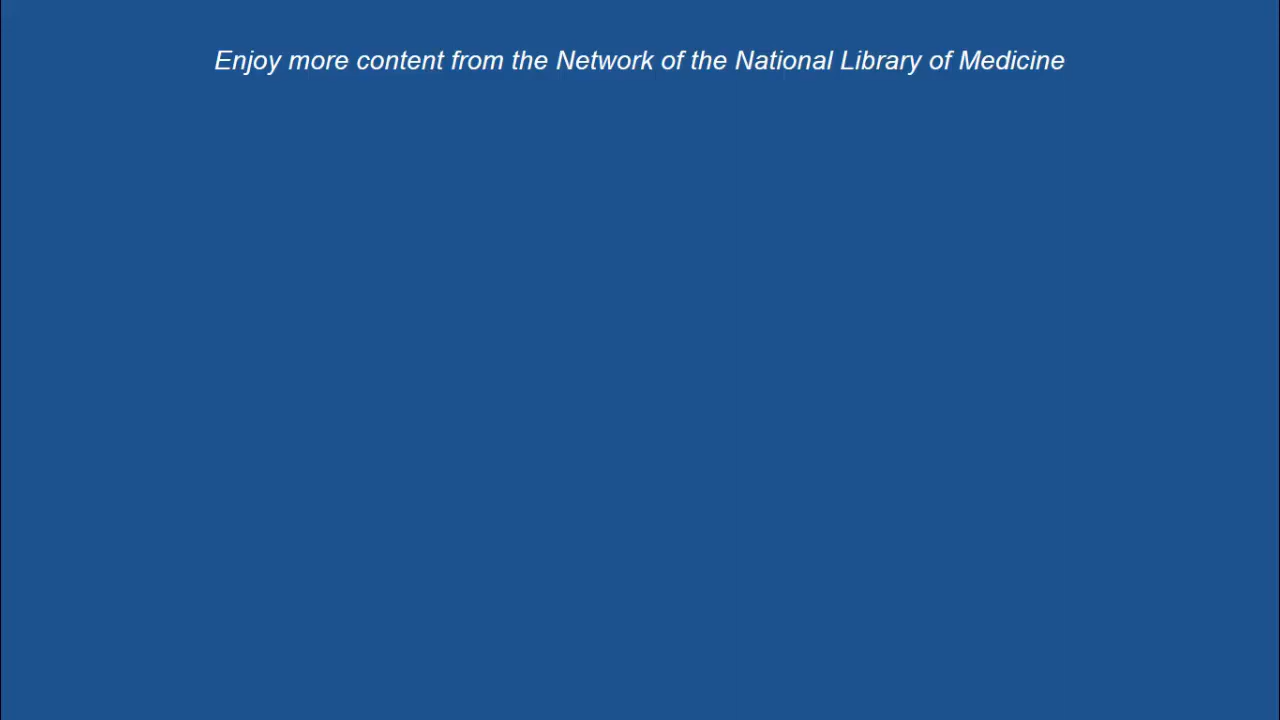 Enjoy more content from the Network of the National Library of Medicine